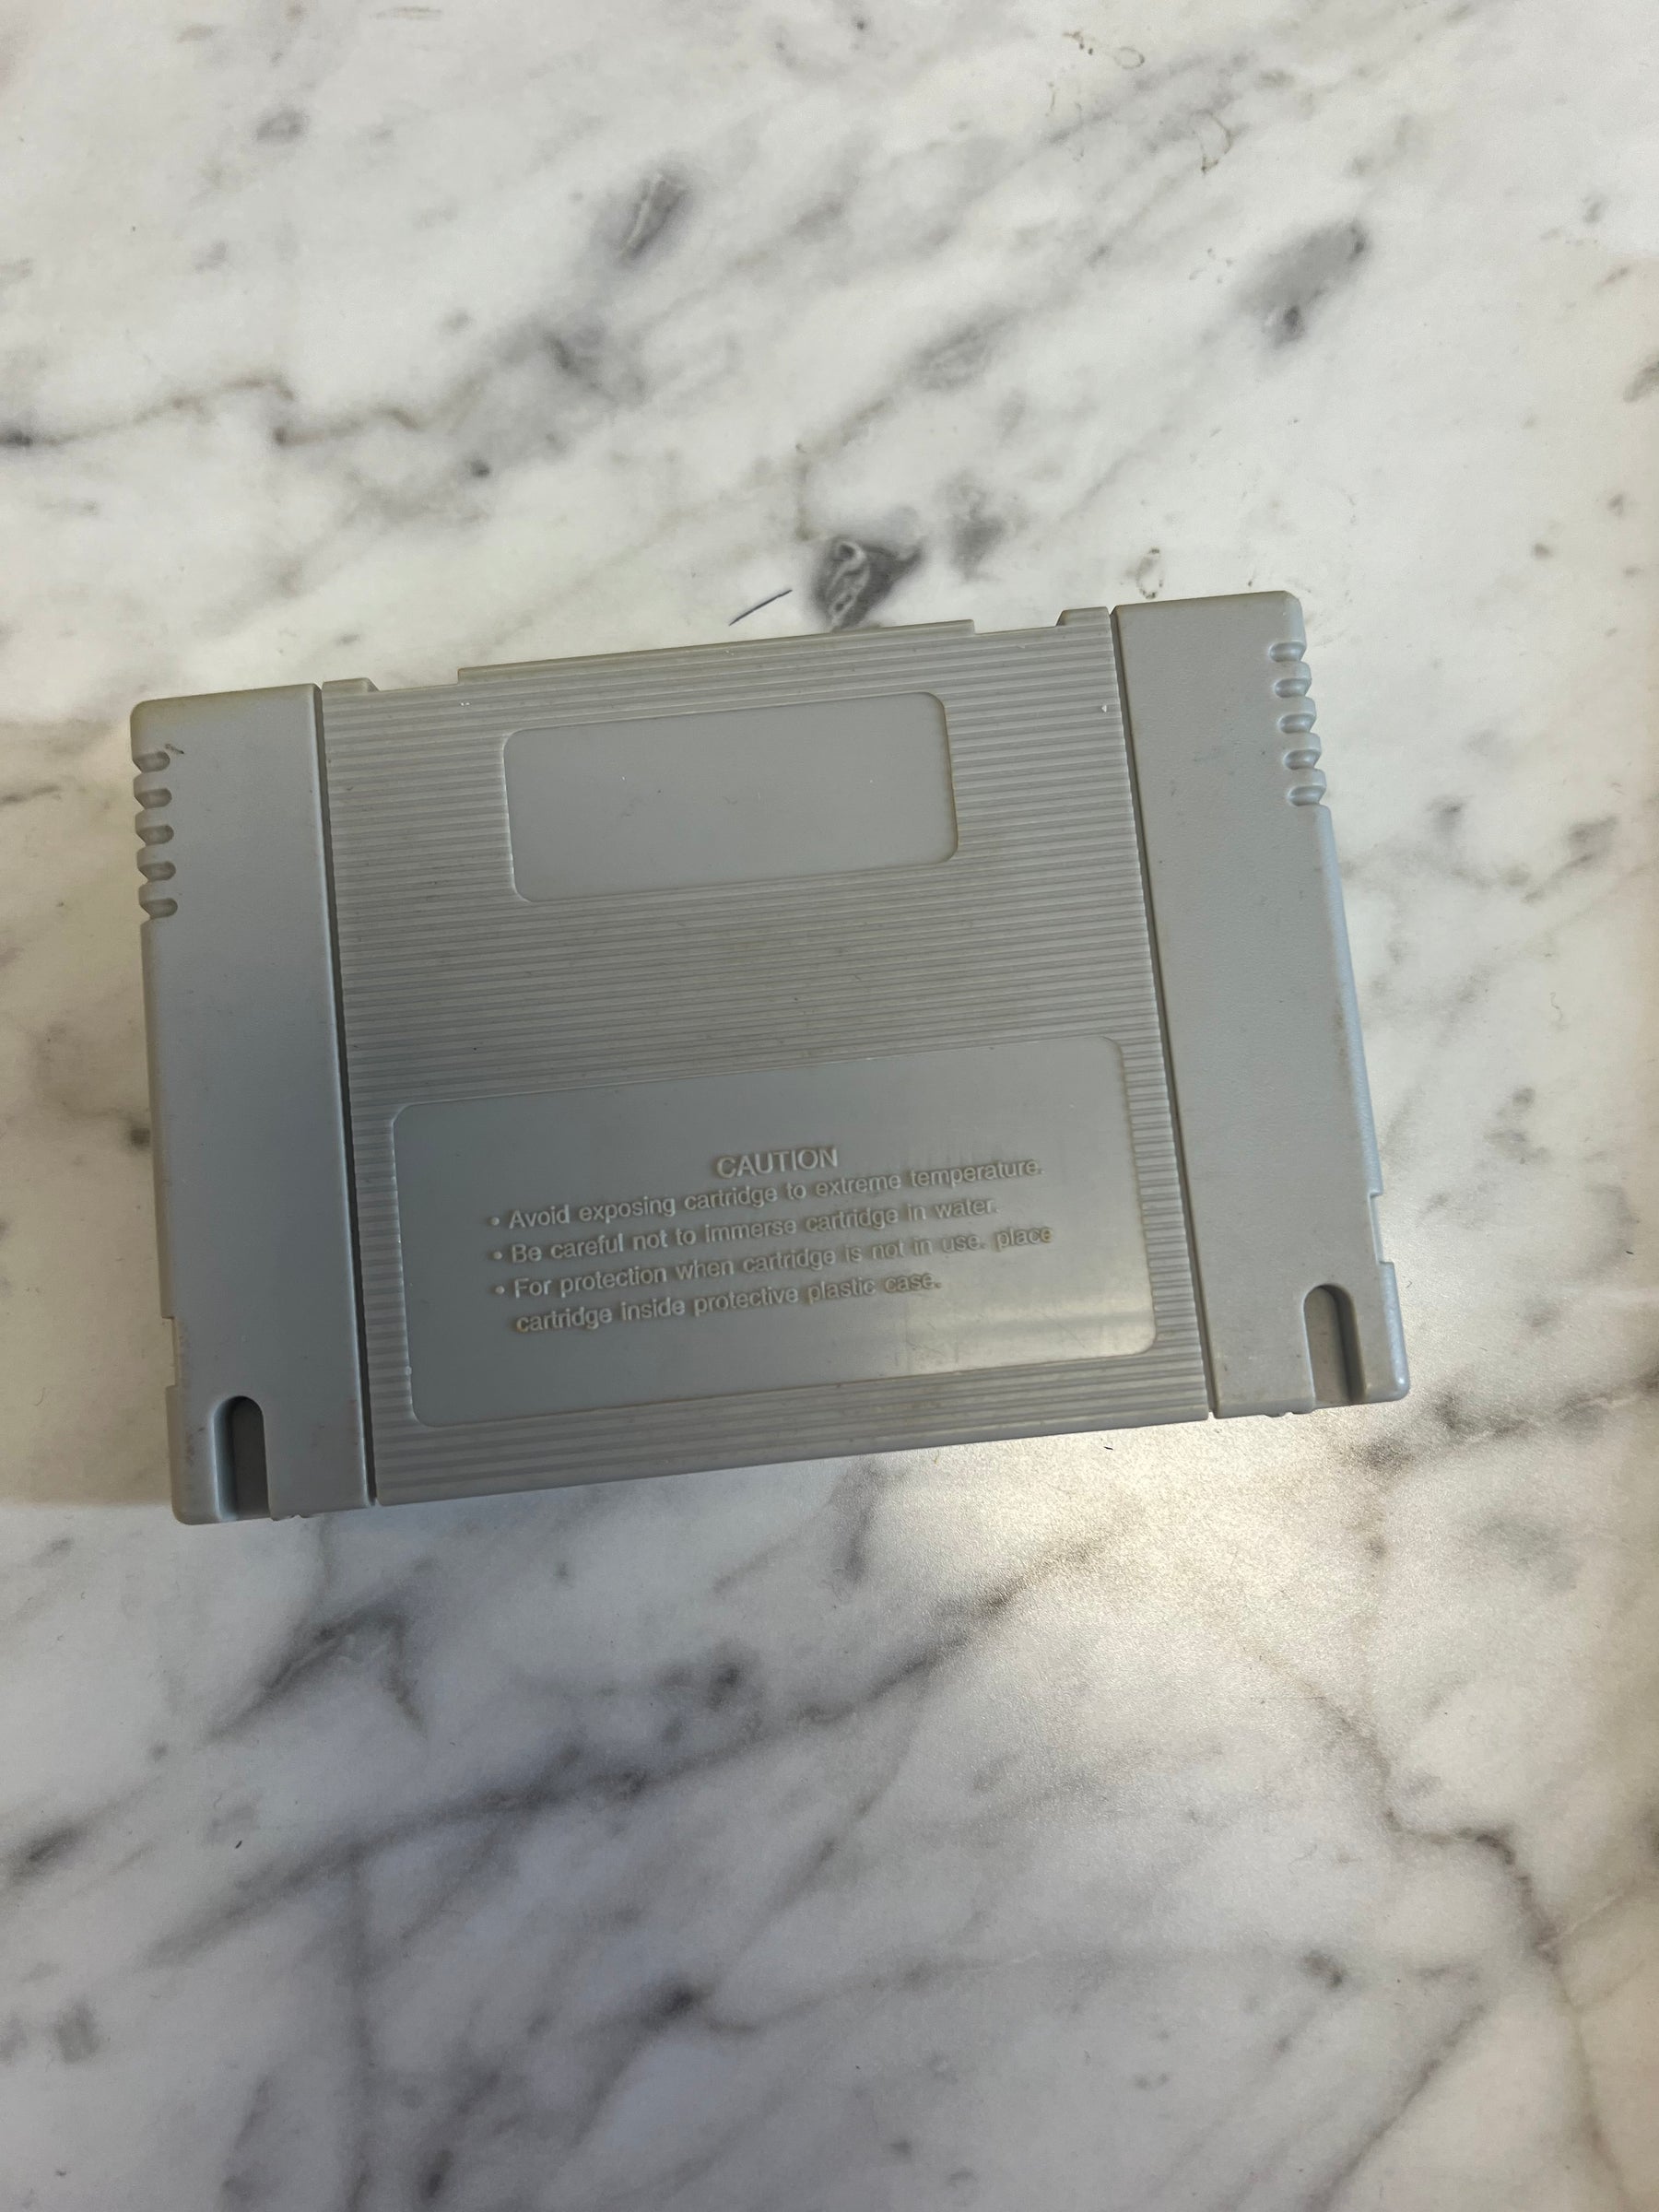 CAUTION
• Avoid exposing cartridge to extreme temperature.
• Be careful not to immerse cartridge in water.
• For protection when cartridge is not in use. place
cartridge inside protective plastic case.